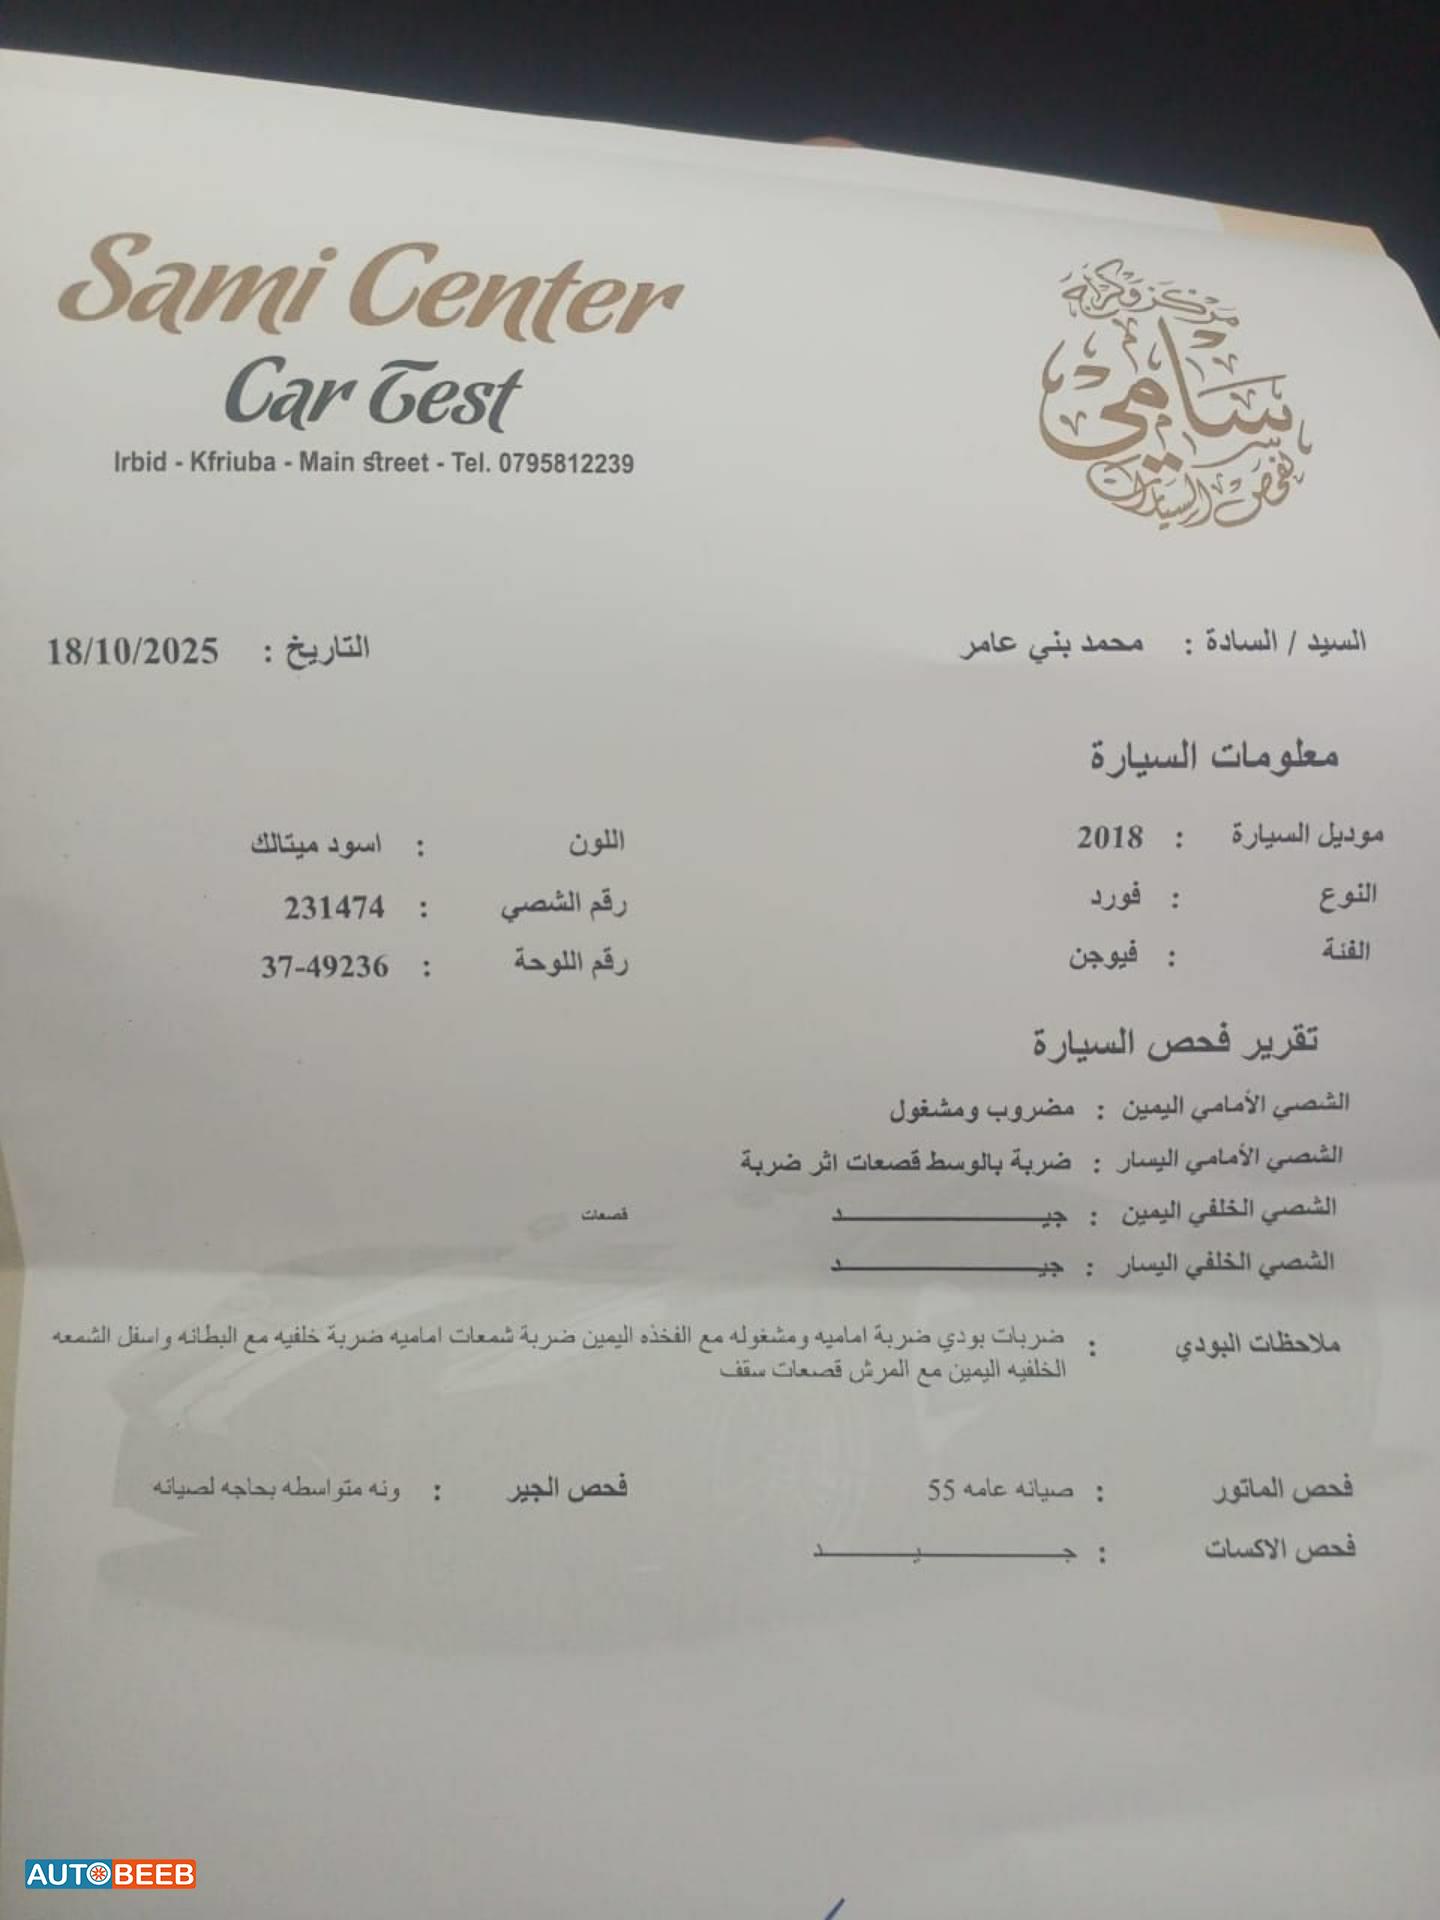 Sami Center
مركز وكراج
سامي
لفحص السيارات
Car Test
Irbid - Kfriuba - Main street - Tel. 0795812239
السيد / السادة : محمد بني عامر التاريخ : 18/10/2025
معلومات السيارة
موديل السيارة : 2018 اللون : اسود ميتالك
النوع : فورد رقم الشصي : 231474
الفئة : فيوجن رقم اللوحة : 37-49236
تقرير فحص السيارة
الشصي الأمامي اليمين : مضروب ومشغول
الشصي الأمامي اليسار : ضربة بالوسط قصعات اثر ضربة
الشصي الخلفي اليمين : جيـــــــــــــــــــــد قصعات
الشصي الخلفي اليسار : جيـــــــــــــــــــــد
ملاحظات البودي : ضربات بودي ضربة اماميه ومشغوله مع الفخذه اليمين ضربة شمعات اماميه ضربة خلفيه مع البطانه واسفل الشمعه
الخلفيه اليمين مع المرش قصعات سقف
فحص الماتور : صيانه عامه 55 فحص الجير : ونه متواسطه بحاجه لصيانه
فحص الاكسات : جـــــــــــــيـــــــــــد
AUTOBEEB